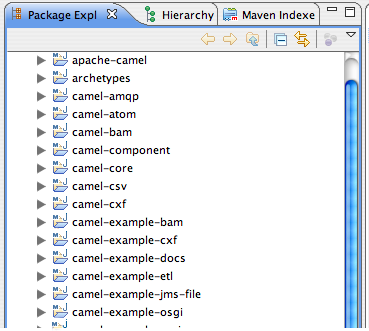 Package Expl Hierarchy Maven Indexe
apache-camel
archetypes
camel-amqp
camel-atom
camel-bam
camel-component
camel-core
camel-csv
camel-cxf
camel-example-bam
camel-example-cxf
camel-example-docs
camel-example-etl
camel-example-jms-file
camel-example-osgi